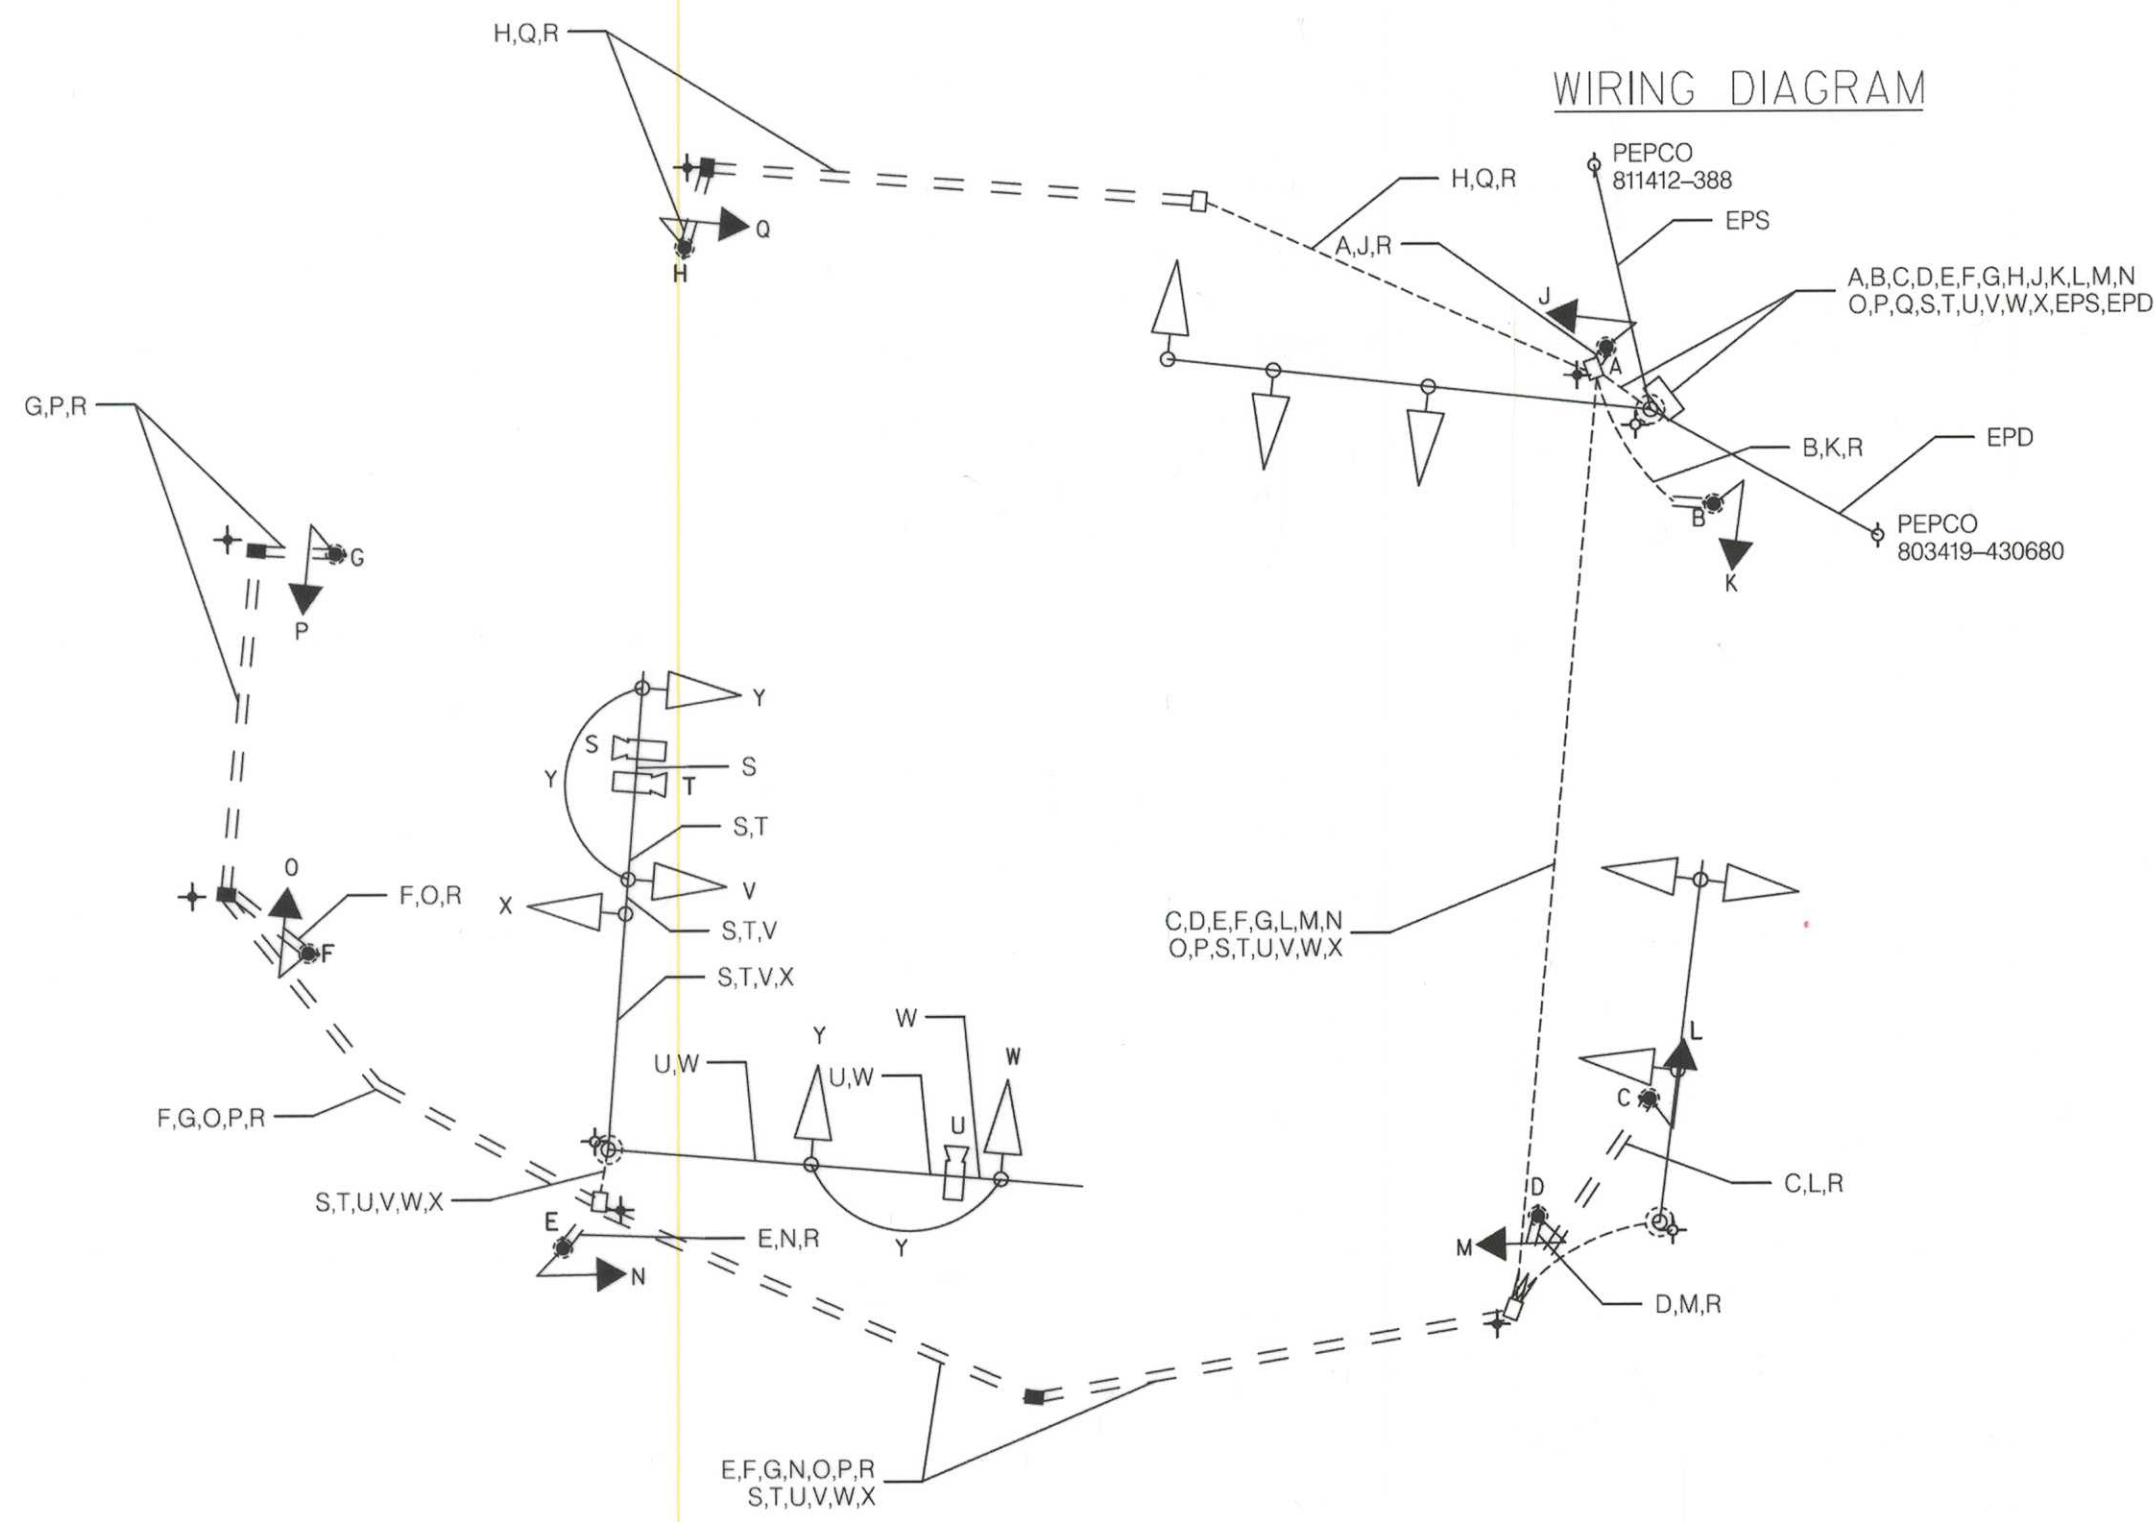 H,Q,R
WIRING DIAGRAM
PEPCO
811412–388
H,Q,R
EPS
A,J,R
Q
H
A,B,C,D,E,F,G,H,J,K,L,M,N
O,P,Q,S,T,U,V,W,X,EPS,EPD
J
A
G,P,R
B,K,R
EPD
B
PEPCO
803419–430680
G
K
P
Y
S
S
Y
T
S,T
O
F,O,R
V
X
C,D,E,F,G,L,M,N
O,P,S,T,U,V,W,X
S,T,V
F
S,T,V,X
W
L
Y
W
U,W
U,W
C
F,G,O,P,R
U
C,L,R
S,T,U,V,W,X
D
E
E,N,R
Y
M
N
D,M,R
E,F,G,N,O,P,R
S,T,U,V,W,X